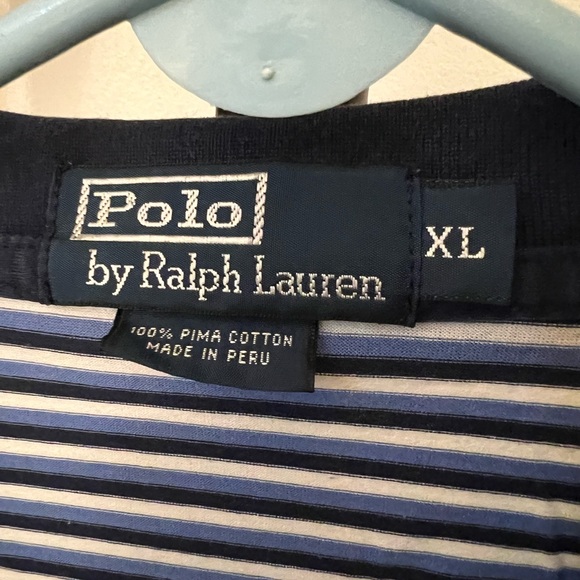 Polo
by Ralph Lauren
XL
100% PIMA COTTON
MADE IN PERU